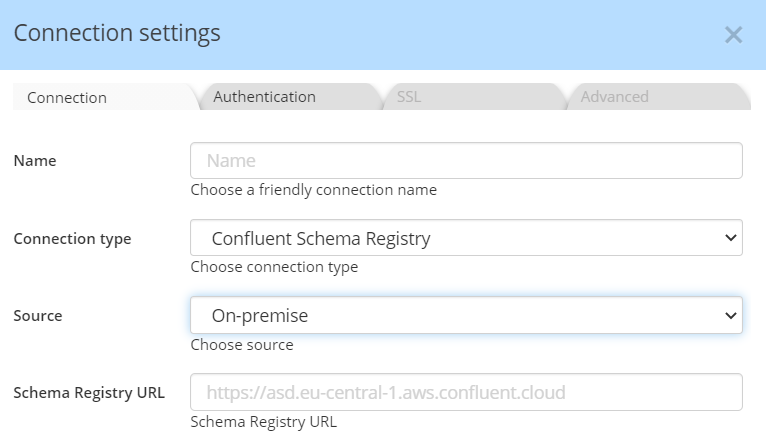 Connection settings
Connection Authentication SSL Advanced
Name Name
Choose a friendly connection name
Connection type Confluent Schema Registry
Choose connection type
Source On-premise
Choose source
Schema Registry URL https://asd.eu-central-1.aws.confluent.cloud
Schema Registry URL